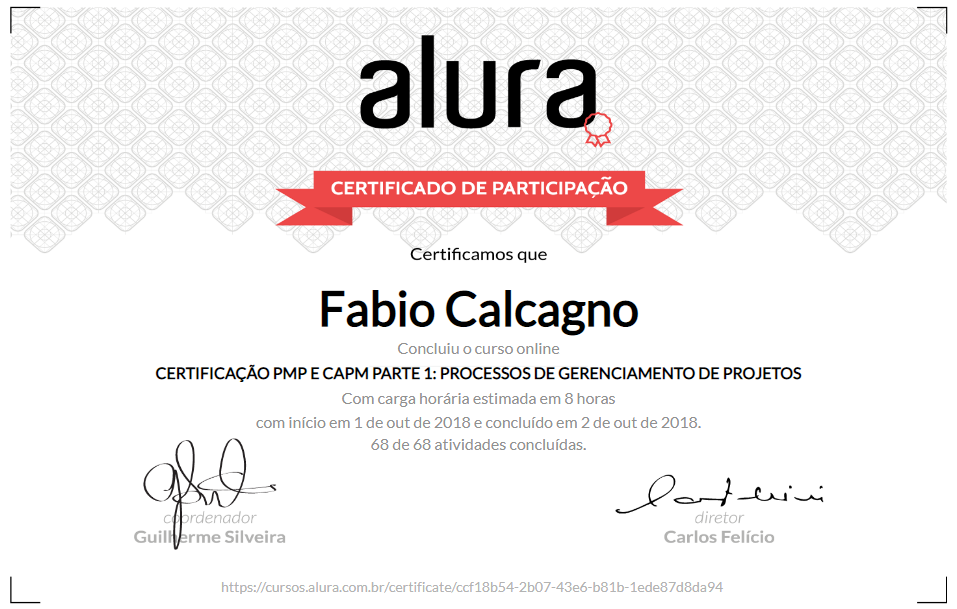 alura
CERTIFICADO DE PARTICIPAÇÃO
Certificamos que
Fabio Calcagno
Concluiu o curso online
CERTIFICAÇÃO PMP E CAPM PARTE 1: PROCESSOS DE GERENCIAMENTO DE PROJETOS
Com carga horária estimada em 8 horas
com início em 1 de out de 2018 e concluído em 2 de out de 2018.
68 de 68 atividades concluídas.
coordenador
Guilherme Silveira
diretor
Carlos Felício
https://cursos.alura.com.br/certificate/ccf18b54-2b07-43e6-b81b-1ede87d8da94